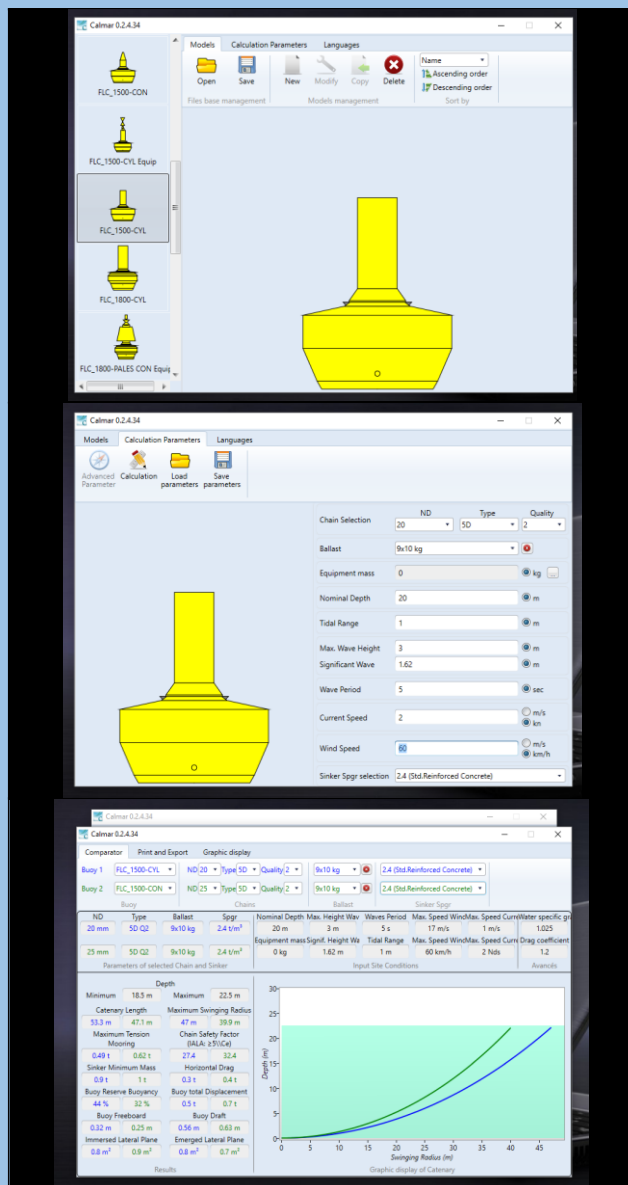 Calmar 0.2.4.34
Models Calculation Parameters Languages
Open Save New Modify Copy Delete
Name
Ascending order
Descending order
Files base management Models management Sort by
FLC_1500-CON
FLC_1500-CYL Equip
FLC_1500-CYL
FLC_1800-CYL
FLC_1800-PALES CON Equip
Calmar 0.2.4.34
Models Calculation Parameters Languages
Advanced Parameter Calculation Load parameters Save parameters
ND Type Quality
Chain Selection 20 5D 2
Ballast 9x10 kg
Equipment mass 0 kg ...
Nominal Depth 20 m
Tidal Range 1 m
Max. Wave Height 3 m
Significant Wave 1.62 m
Wave Period 5 sec
Current Speed 2 m/s kn
Wind Speed 60 m/s km/h
Sinker Spgr selection 2.4 (Std.Reinforced Concrete)
Calmar 0.2.4.34
Calmar 0.2.4.34
Comparator Print and Export Graphic display
Buoy 1 FLC_1500-CYL ND 20 Type 5D Quality 2 9x10 kg 2.4 (Std.Reinforced Concrete)
Buoy 2 FLC_1500-CON ND 25 Type 5D Quality 2 9x10 kg 2.4 (Std.Reinforced Concrete)
Buoy Chains Ballast Sinker Spgr
ND Type Ballast Spgr Nominal Depth Max. Height Wav Waves Period Max. Speed Wind Max. Speed Curre Water specific gr
20 mm 5D Q2 9x10 kg 2.4 t/m³ 20 m 3 m 5 s 17 m/s 1 m/s 1.025
Equipment mass Signif. Height Wa Tidal Range Max. Speed Wind Max. Speed Curre Drag coefficient
25 mm 5D Q2 9x10 kg 2.4 t/m³ 0 kg 1.62 m 1 m 60 km/h 2 Nds 1.2
Parameters of selected Chain and Sinker Input Site Conditions Avancés
Depth
Minimum 18.5 m Maximum 22.5 m
Catenary Length Maximum Swinging Radius
53.3 m 47.1 m 47 m 39.9 m
Maximum Tension Mooring Chain Safety Factor (IALA: ≥5\\Ce)
0.49 t 0.62 t 27.4 32.4
Sinker Minimum Mass Horizontal Drag
0.9 t 1 t 0.3 t 0.4 t
Buoy Reserve Buoyancy Buoy total Displacement
44 % 32 % 0.5 t 0.7 t
Buoy Freeboard Buoy Draft
0.32 m 0.25 m 0.56 m 0.63 m
Immersed Lateral Plane Emerged Lateral Plane
0.8 m² 0.9 m² 0.8 m² 0.7 m²
Results
30
25
20
15
10
5
0
Depth (m)
0 5 10 15 20 25 30 35 40 45
Swinging Radius (m)
Graphic display of Catenary